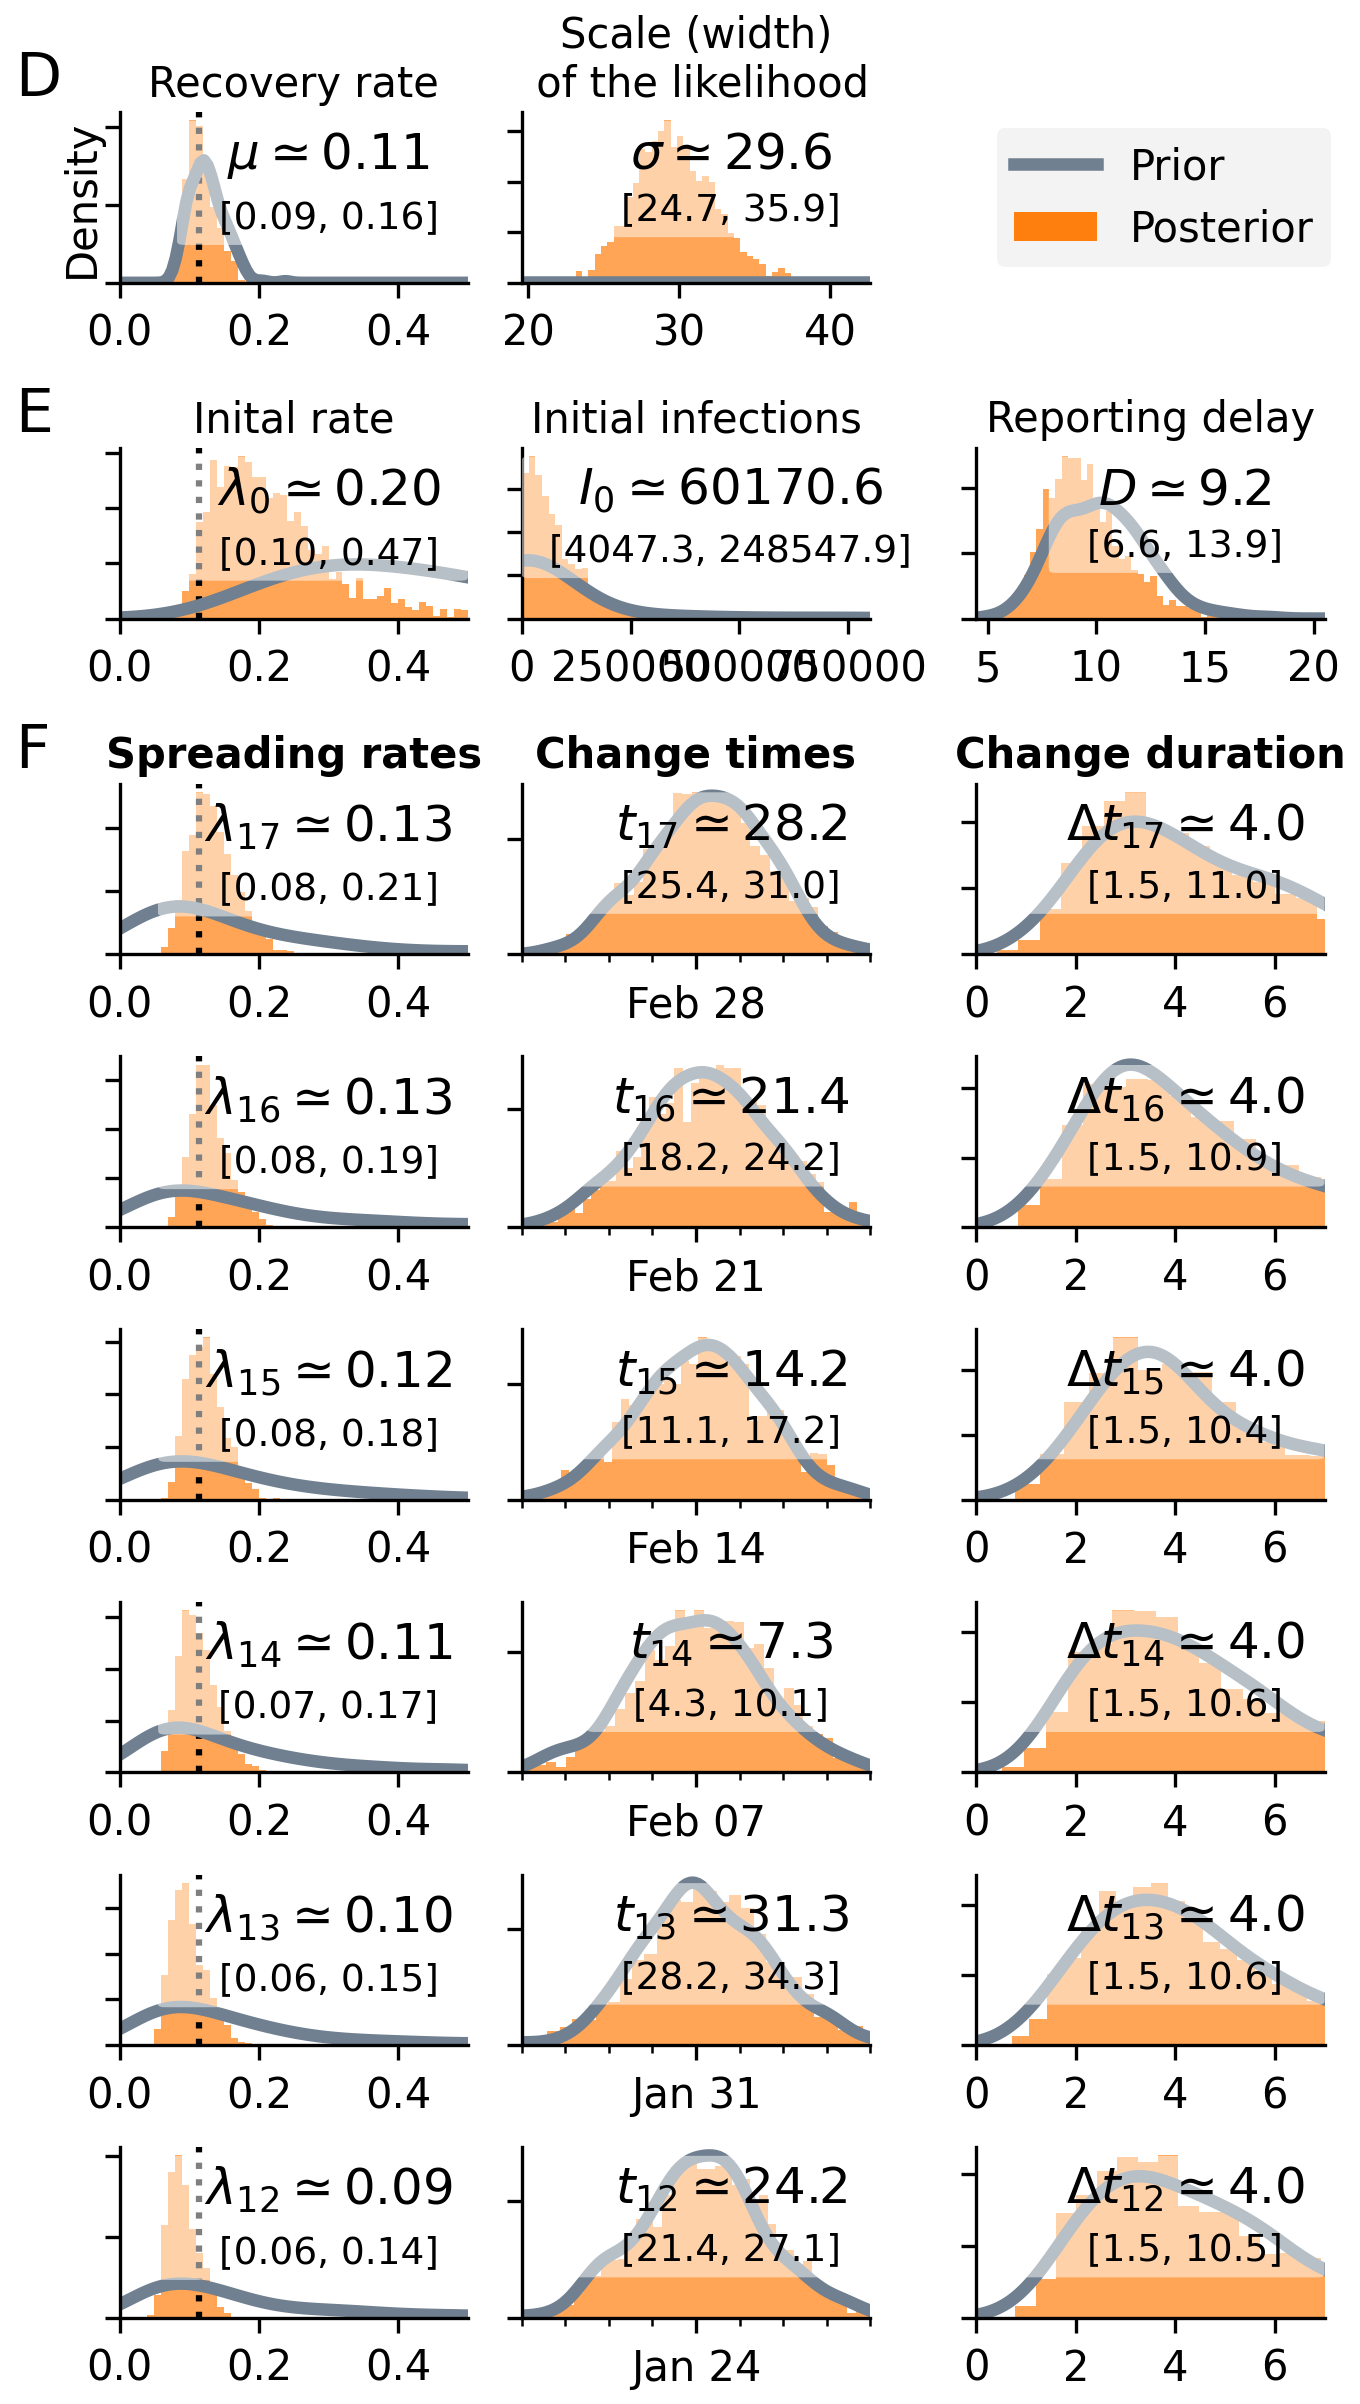 D
Recovery rate
Scale (width)
of the likelihood
Density
μ ≃ 0.11
[0.09, 0.16]
0.0 0.2 0.4
σ ≃ 29.6
[24.7, 35.9]
20 30 40
Prior
Posterior
E
Inital rate
λ0 ≃ 0.20
[0.10, 0.47]
0.0 0.2 0.4
Initial infections
I0 ≃ 60170.6
[4047.3, 248547.9]
0 250000 500000 750000
Reporting delay
D ≃ 9.2
[6.6, 13.9]
5 10 15 20
F
Spreading rates Change times Change duration
λ17 ≃ 0.13
[0.08, 0.21]
0.0 0.2 0.4
t17 ≃ 28.2
[25.4, 31.0]
Feb 28
Δt17 ≃ 4.0
[1.5, 11.0]
0 2 4 6
λ16 ≃ 0.13
[0.08, 0.19]
0.0 0.2 0.4
t16 ≃ 21.4
[18.2, 24.2]
Feb 21
Δt16 ≃ 4.0
[1.5, 10.9]
0 2 4 6
λ15 ≃ 0.12
[0.08, 0.18]
0.0 0.2 0.4
t15 ≃ 14.2
[11.1, 17.2]
Feb 14
Δt15 ≃ 4.0
[1.5, 10.4]
0 2 4 6
λ14 ≃ 0.11
[0.07, 0.17]
0.0 0.2 0.4
t14 ≃ 7.3
[4.3, 10.1]
Feb 07
Δt14 ≃ 4.0
[1.5, 10.6]
0 2 4 6
λ13 ≃ 0.10
[0.06, 0.15]
0.0 0.2 0.4
t13 ≃ 31.3
[28.2, 34.3]
Jan 31
Δt13 ≃ 4.0
[1.5, 10.6]
0 2 4 6
λ12 ≃ 0.09
[0.06, 0.14]
0.0 0.2 0.4
t12 ≃ 24.2
[21.4, 27.1]
Jan 24
Δt12 ≃ 4.0
[1.5, 10.5]
0 2 4 6